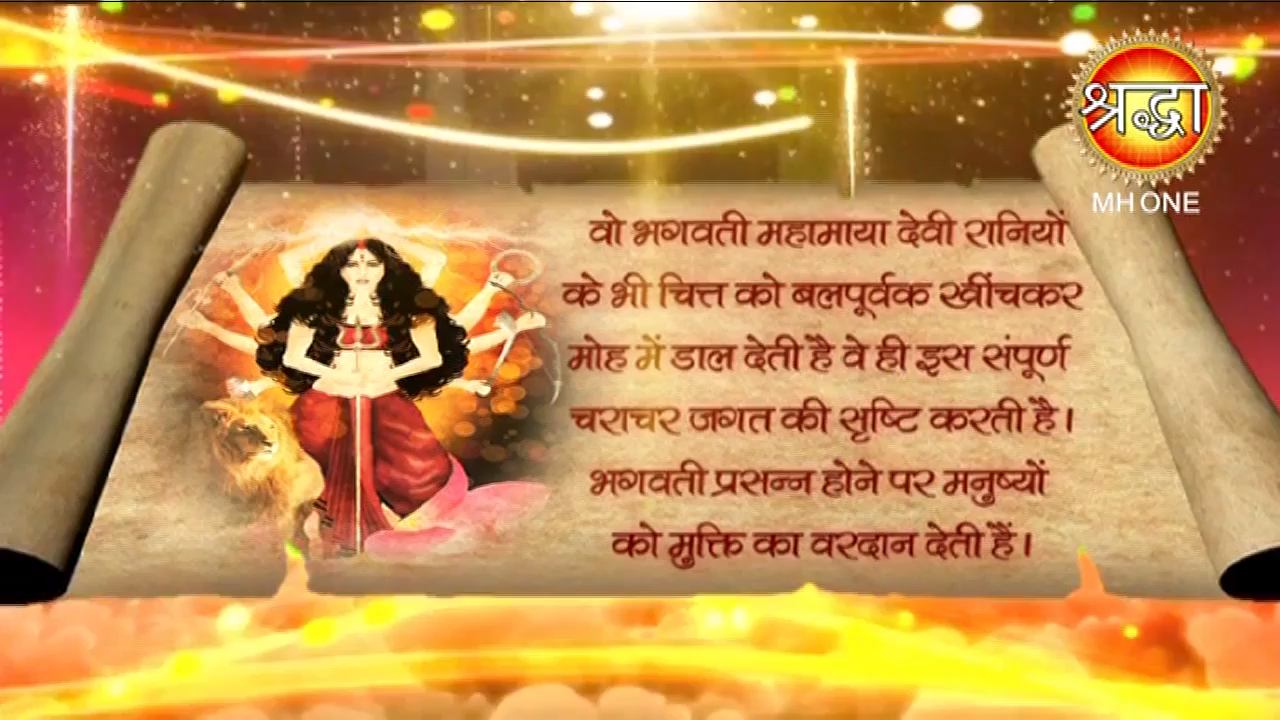 श्रद्धा
MH ONE
वो भगवती महामाया देवी रानियों
के भी चित्त को बलपूर्वक खींचकर
मोह में डाल देती है वे ही इस संपूर्ण
चराचर जगत की सृष्टि करती है।
भगवती प्रसन्न होने पर मनुष्यों
को मुक्ति का वरदान देती हैं।